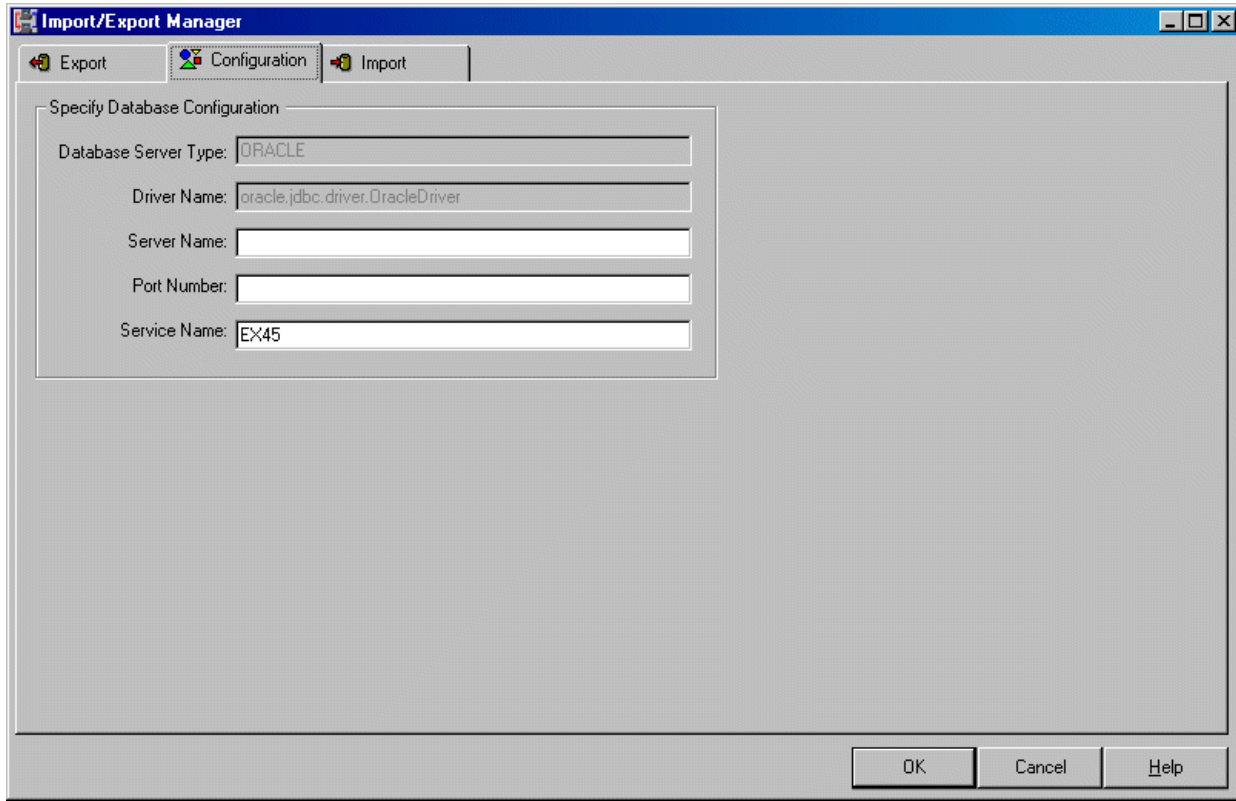 Import/Export Manager
Export
Configuration
Import
Specify Database Configuration
Database Server Type: ORACLE
Driver Name: oracle.jdbc.driver.OracleDriver
Server Name:
Port Number:
Service Name: EX45
OK
Cancel
Help